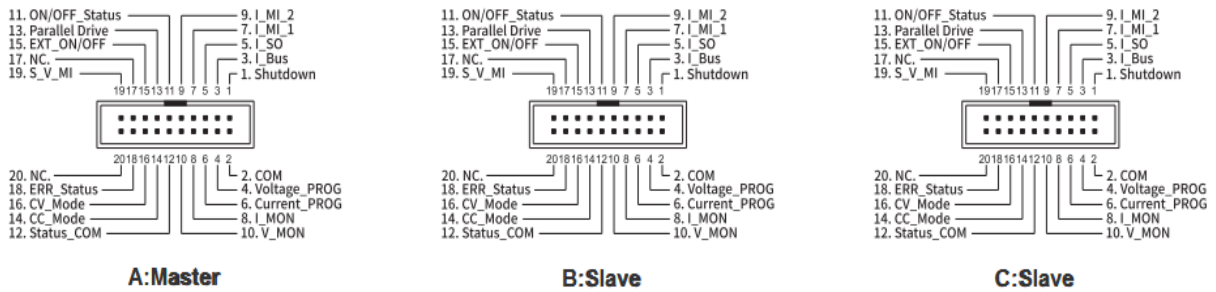 11. ON/OFF_Status
13. Parallel Drive
15. EXT_ON/OFF
17. NC.
19. S_V_MI
9. I_MI_2
7. I_MI_1
5. I_SO
3. I_Bus
1. Shutdown
19 17 15 13 11 9 7 5 3 1
20 18 16 14 12 10 8 6 4 2
20. NC.
18. ERR_Status
16. CV_Mode
14. CC_Mode
12. Status_COM
2. COM
4. Voltage_PROG
6. Current_PROG
8. I_MON
10. V_MON
A:Master
11. ON/OFF_Status
13. Parallel Drive
15. EXT_ON/OFF
17. NC.
19. S_V_MI
9. I_MI_2
7. I_MI_1
5. I_SO
3. I_Bus
1. Shutdown
19 17 15 13 11 9 7 5 3 1
20 18 16 14 12 10 8 6 4 2
20. NC.
18. ERR_Status
16. CV_Mode
14. CC_Mode
12. Status_COM
2. COM
4. Voltage_PROG
6. Current_PROG
8. I_MON
10. V_MON
B:Slave
11. ON/OFF_Status
13. Parallel Drive
15. EXT_ON/OFF
17. NC.
19. S_V_MI
9. I_MI_2
7. I_MI_1
5. I_SO
3. I_Bus
1. Shutdown
19 17 15 13 11 9 7 5 3 1
20 18 16 14 12 10 8 6 4 2
20. NC.
18. ERR_Status
16. CV_Mode
14. CC_Mode
12. Status_COM
2. COM
4. Voltage_PROG
6. Current_PROG
8. I_MON
10. V_MON
C:Slave